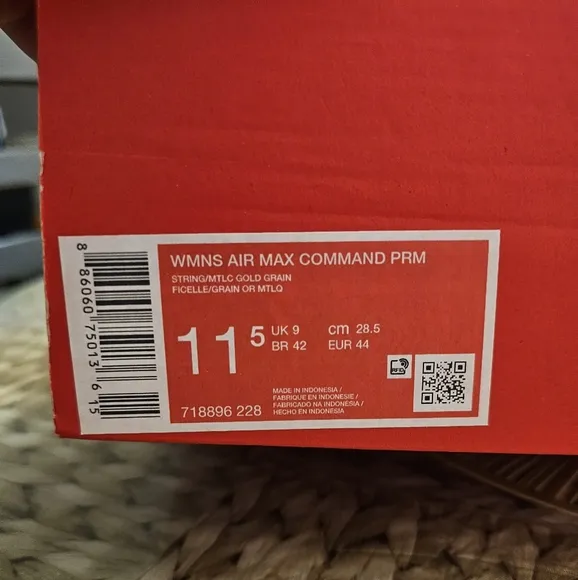 8 86060 75013 6 15
WMNS AIR MAX COMMAND PRM
STRING/MTLC GOLD GRAIN
FICELLE/GRAIN OR MTLQ
11 5 UK 9 cm 28.5
BR 42 EUR 44
718896 228
MADE IN INDONESIA /
FABRIQUE EN INDONESIE /
FABRICADO NA INDONÉSIA /
HECHO EN INDONESIA